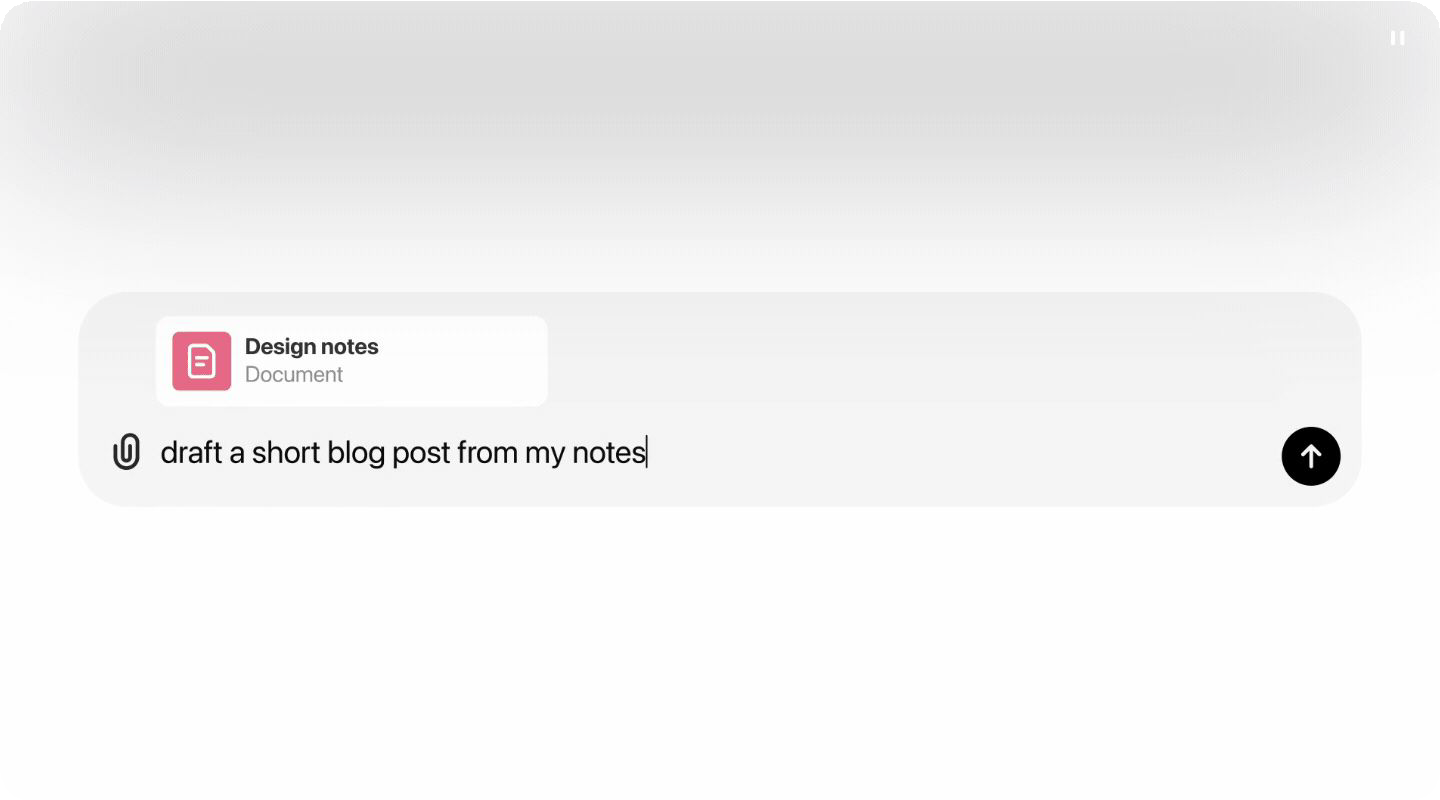 Design notes
Document
draft a short blog post from my notes